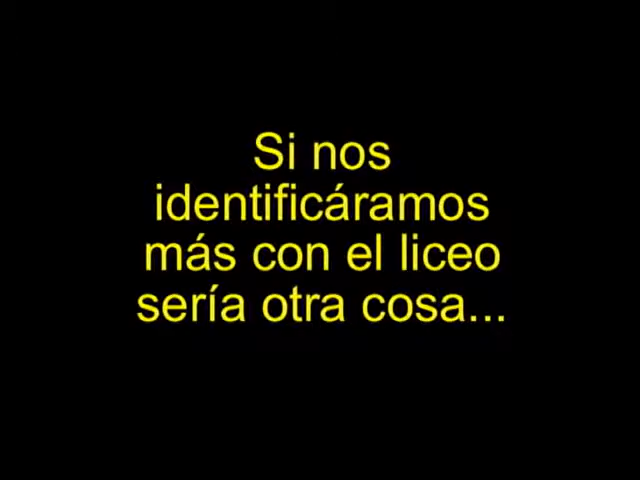 Si nos
identificáramos
más con el liceo
sería otra cosa...